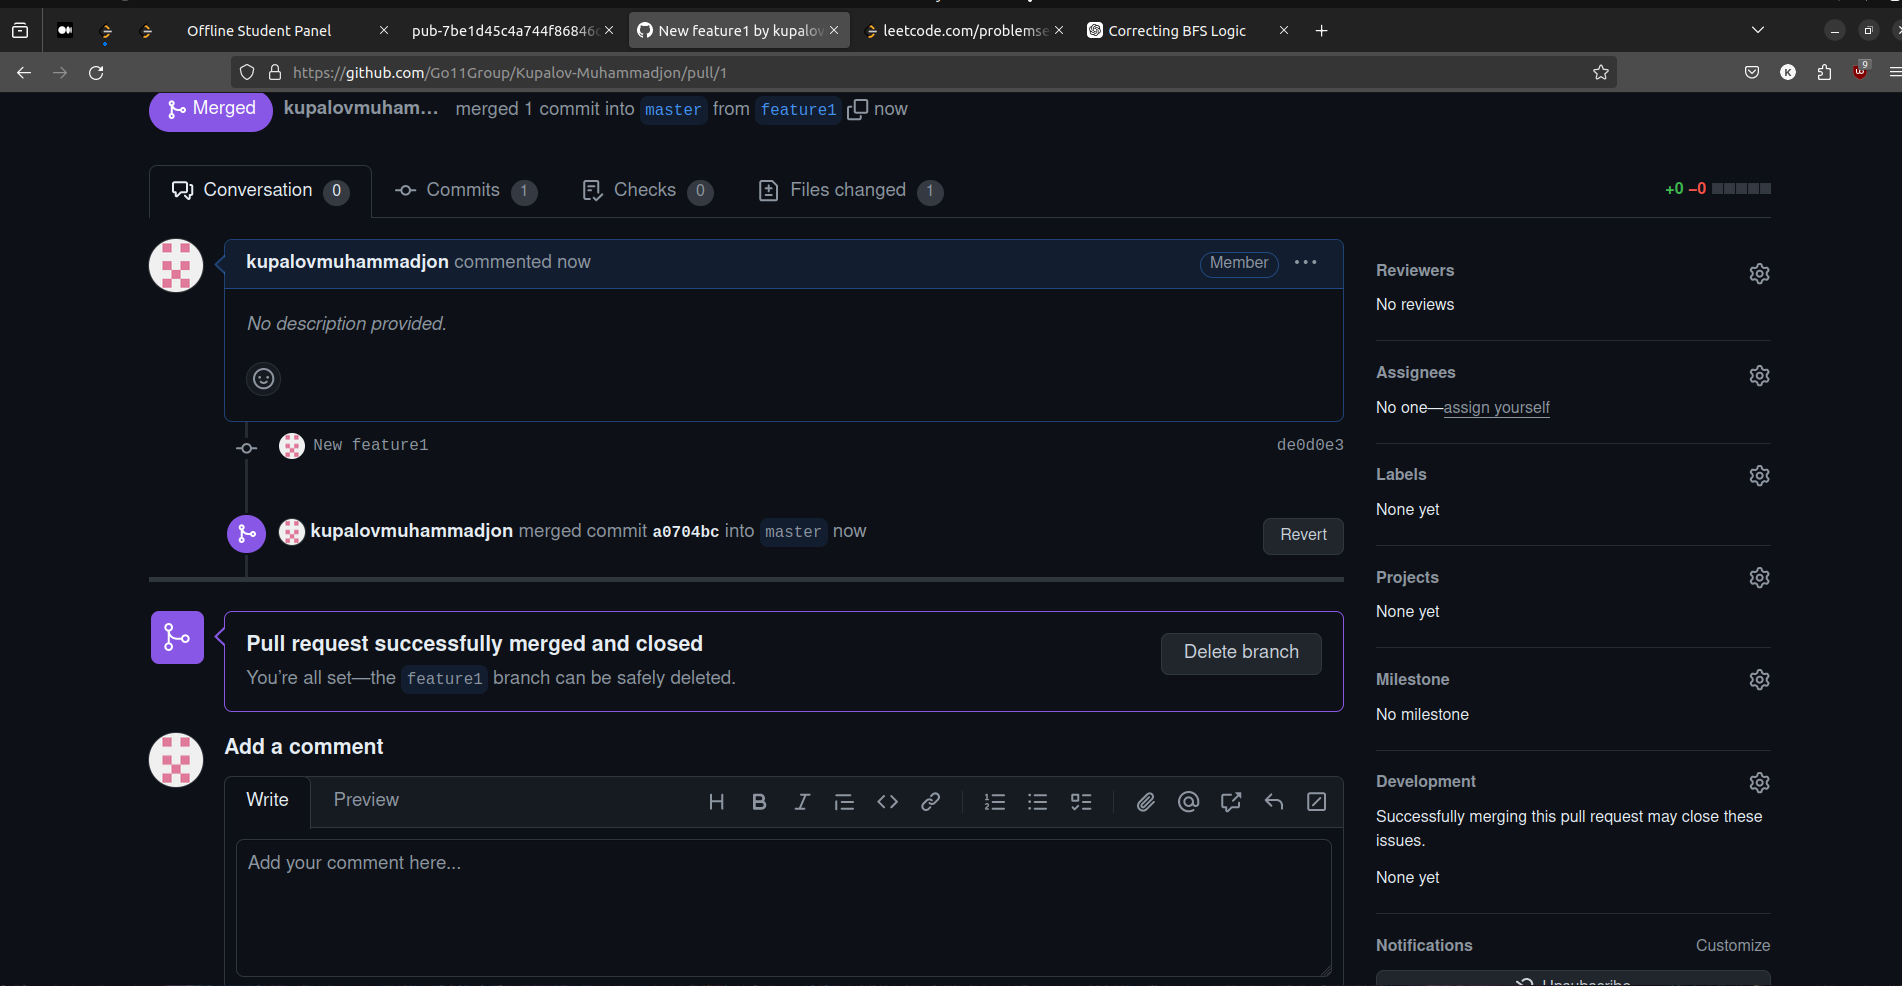 Offline Student Panel
pub-7be1d45c4a744f86846
New feature1 by kupalov
leetcode.com/problemse
Correcting BFS Logic
https://github.com/Go11Group/Kupalov-Muhammadjon/pull/1
K
9
Merged
kupalovmuham... merged 1 commit into master from feature1 now
Conversation 0
Commits 1
Checks 0
Files changed 1
+0 −0
kupalovmuhammadjon commented now
Member
No description provided.
New feature1
de0d0e3
kupalovmuhammadjon merged commit a0704bc into master now
Revert
Pull request successfully merged and closed
You're all set—the feature1 branch can be safely deleted.
Delete branch
Add a comment
Write
Preview
H B I
Add your comment here...
Reviewers
No reviews
Assignees
No one—assign yourself
Labels
None yet
Projects
None yet
Milestone
No milestone
Development
Successfully merging this pull request may close these
issues.
None yet
Notifications
Customize
Unsubscribe